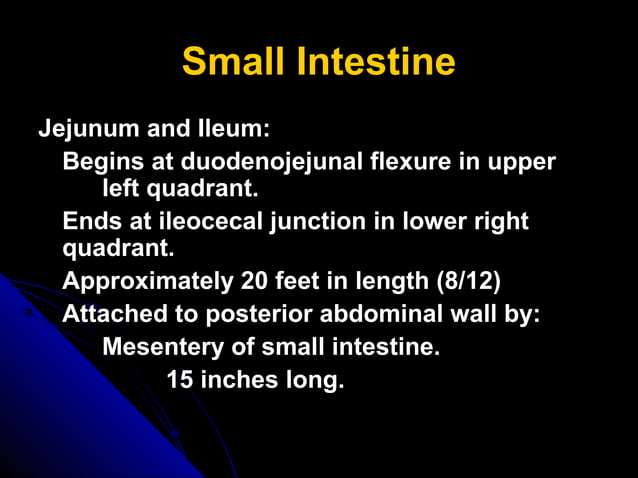 Small Intestine
Jejunum and Ileum:
Begins at duodenojejunal flexure in upper
left quadrant.
Ends at ileocecal junction in lower right
quadrant.
Approximately 20 feet in length (8/12)
Attached to posterior abdominal wall by:
Mesentery of small intestine.
15 inches long.